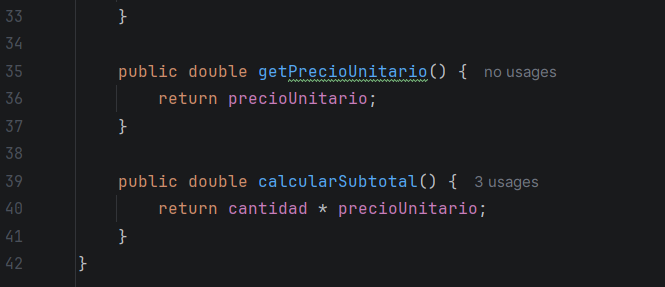 33 }
34
35 public double getPrecioUnitario() { no usages
36 return precioUnitario;
37 }
38
39 public double calcularSubtotal() { 3 usages
40 return cantidad * precioUnitario;
41 }
42 }